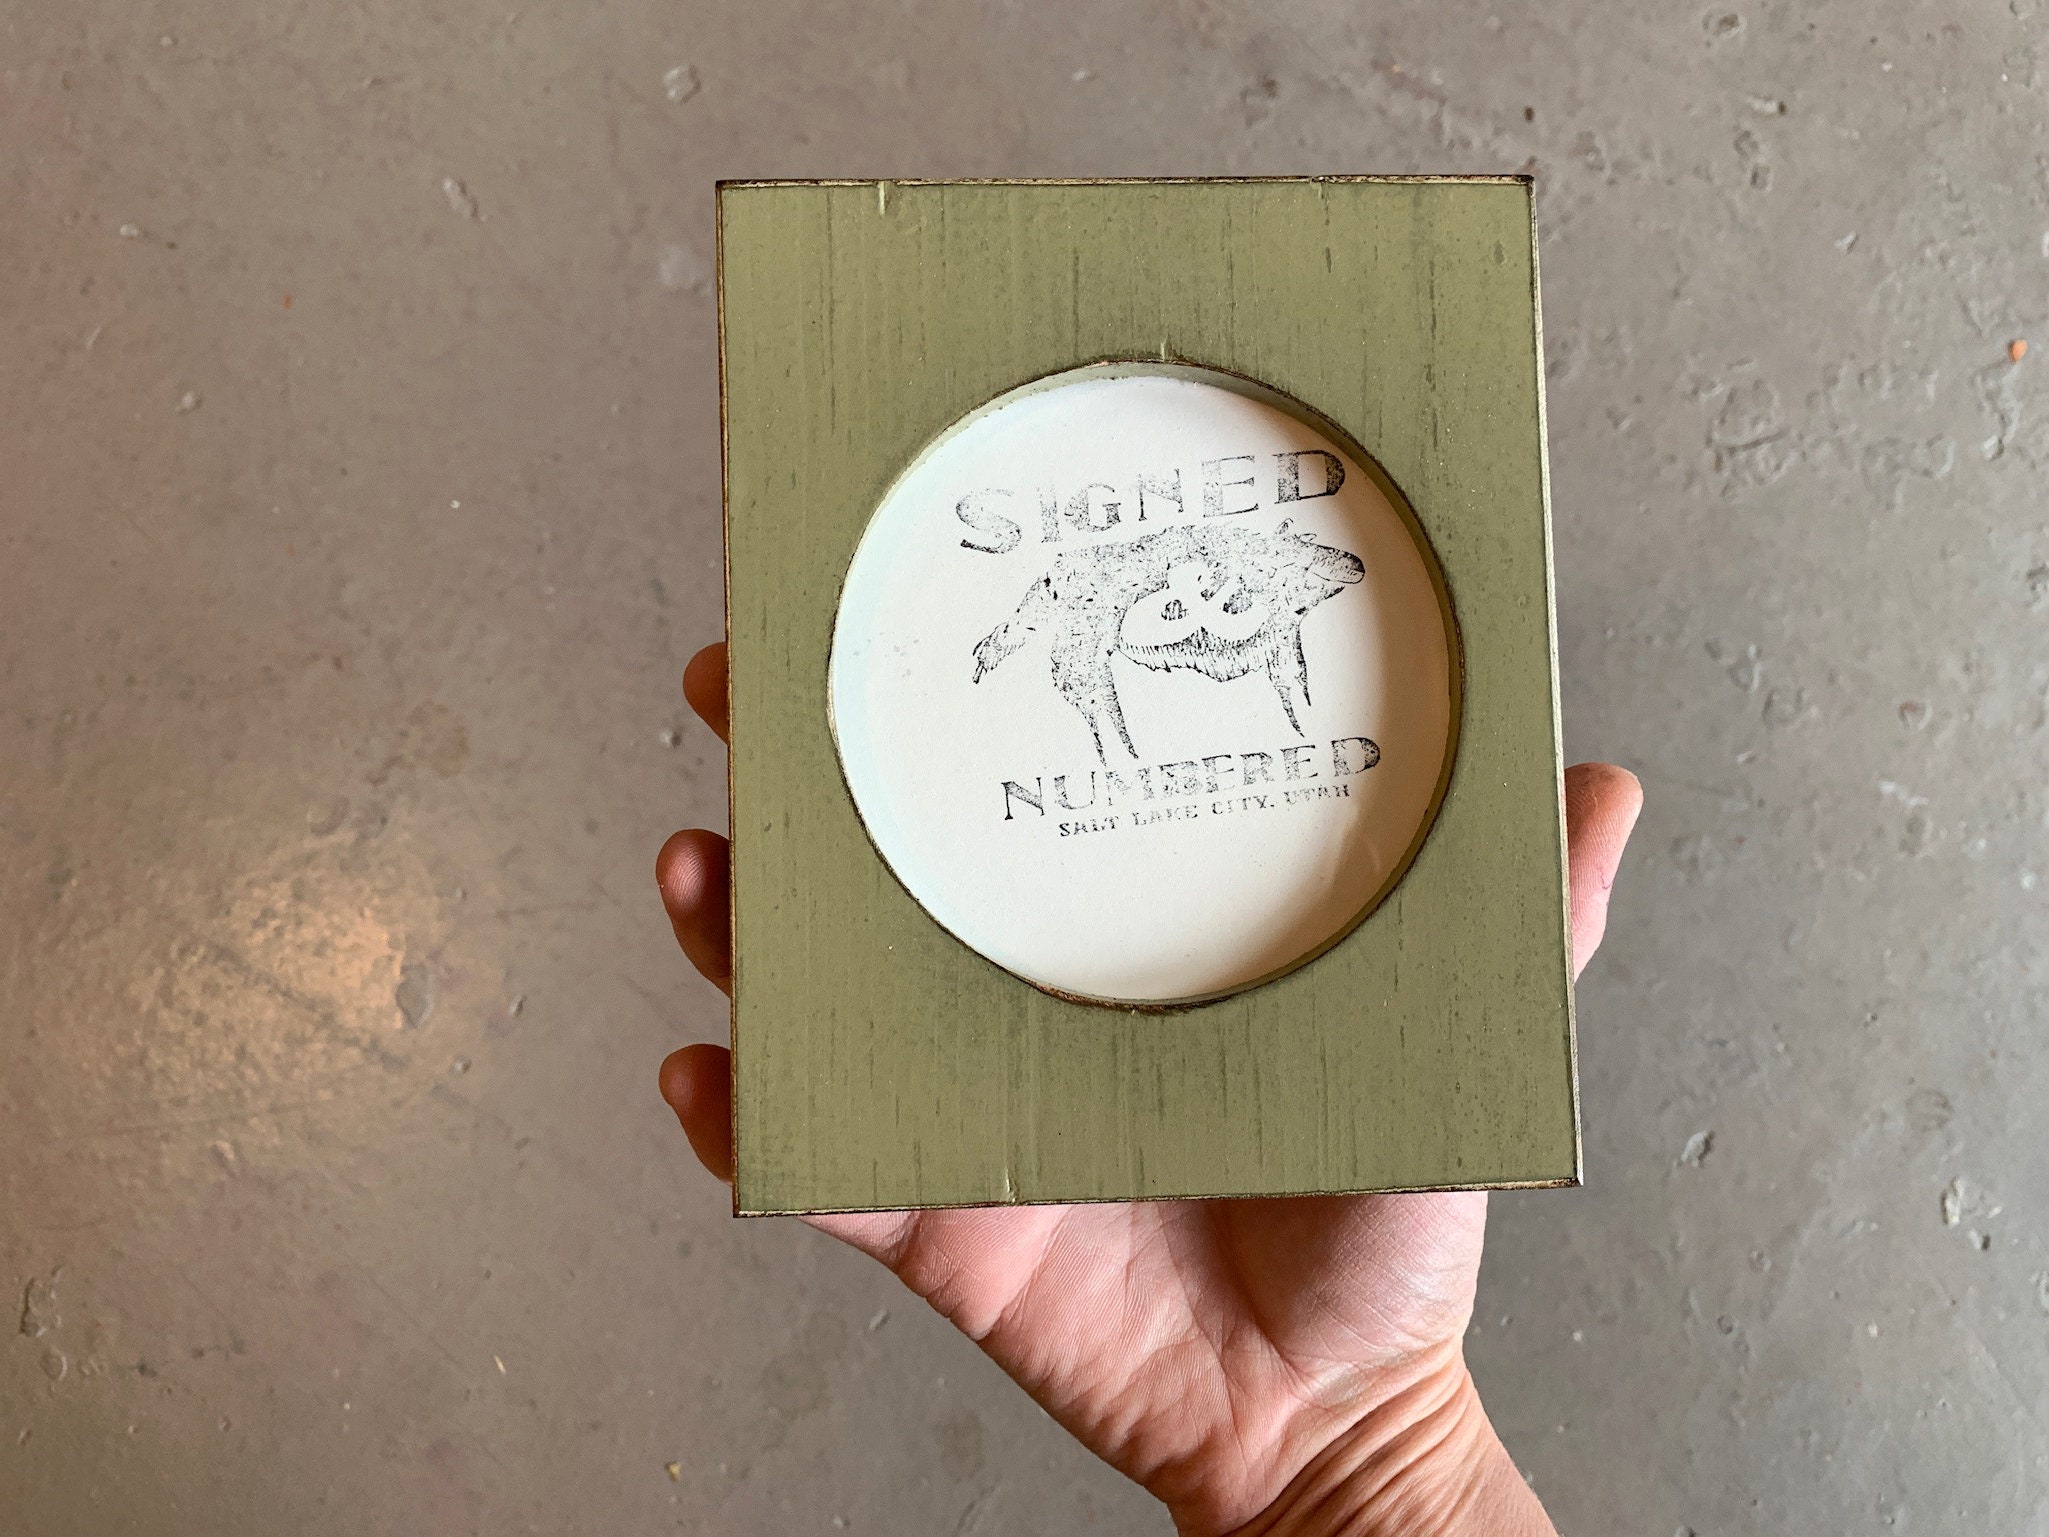 SIGNED
NUMBERED
SALT LAKE CITY, UTAH